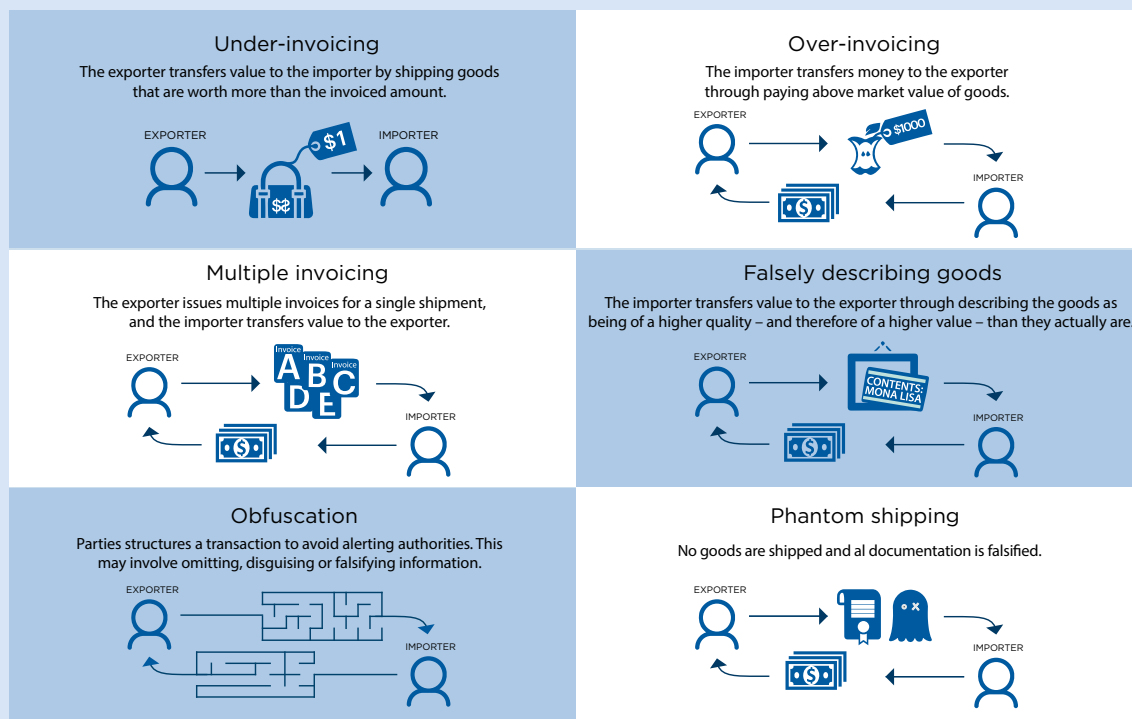 Under-invoicing
The exporter transfers value to the importer by shipping goods
that are worth more than the invoiced amount.
EXPORTER
$1
IMPORTER
$$
Over-invoicing
The importer transfers money to the exporter
through paying above market value of goods.
EXPORTER
$1000
IMPORTER
$
Multiple invoicing
The exporter issues multiple invoices for a single shipment,
and the importer transfers value to the exporter.
EXPORTER
Invoice
A
Invoice
B
Invoice
C
D
E
IMPORTER
$
Falsely describing goods
The importer transfers value to the exporter through describing the goods as
being of a higher quality – and therefore of a higher value – than they actually are.
EXPORTER
CONTENTS:
MONA LISA
IMPORTER
$
Obfuscation
Parties structures a transaction to avoid alerting authorities. This
may involve omitting, disguising or falsifying information.
EXPORTER
IMPORTER
Phantom shipping
No goods are shipped and al documentation is falsified.
EXPORTER
IMPORTER
$